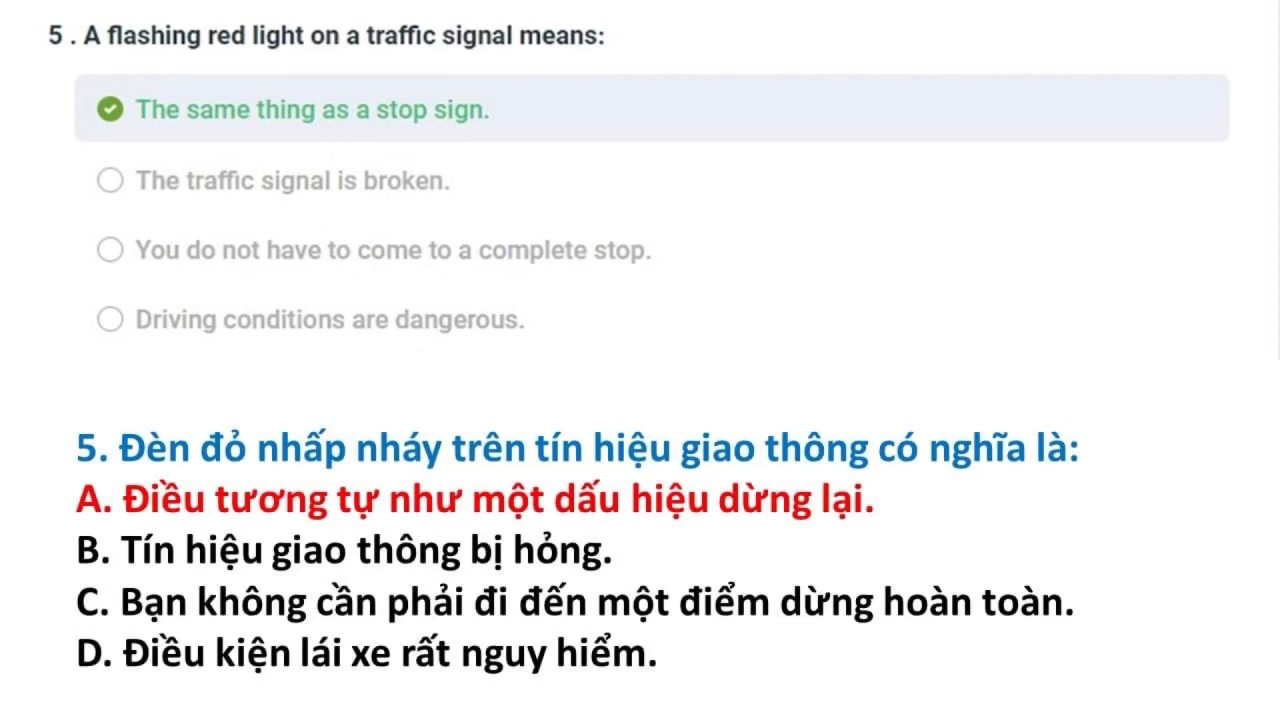 5 . A flashing red light on a traffic signal means:
The same thing as a stop sign.
The traffic signal is broken.
You do not have to come to a complete stop.
Driving conditions are dangerous.
5. Đèn đỏ nhấp nháy trên tín hiệu giao thông có nghĩa là:
A. Điều tương tự như một dấu hiệu dừng lại.
B. Tín hiệu giao thông bị hỏng.
C. Bạn không cần phải đi đến một điểm dừng hoàn toàn.
D. Điều kiện lái xe rất nguy hiểm.